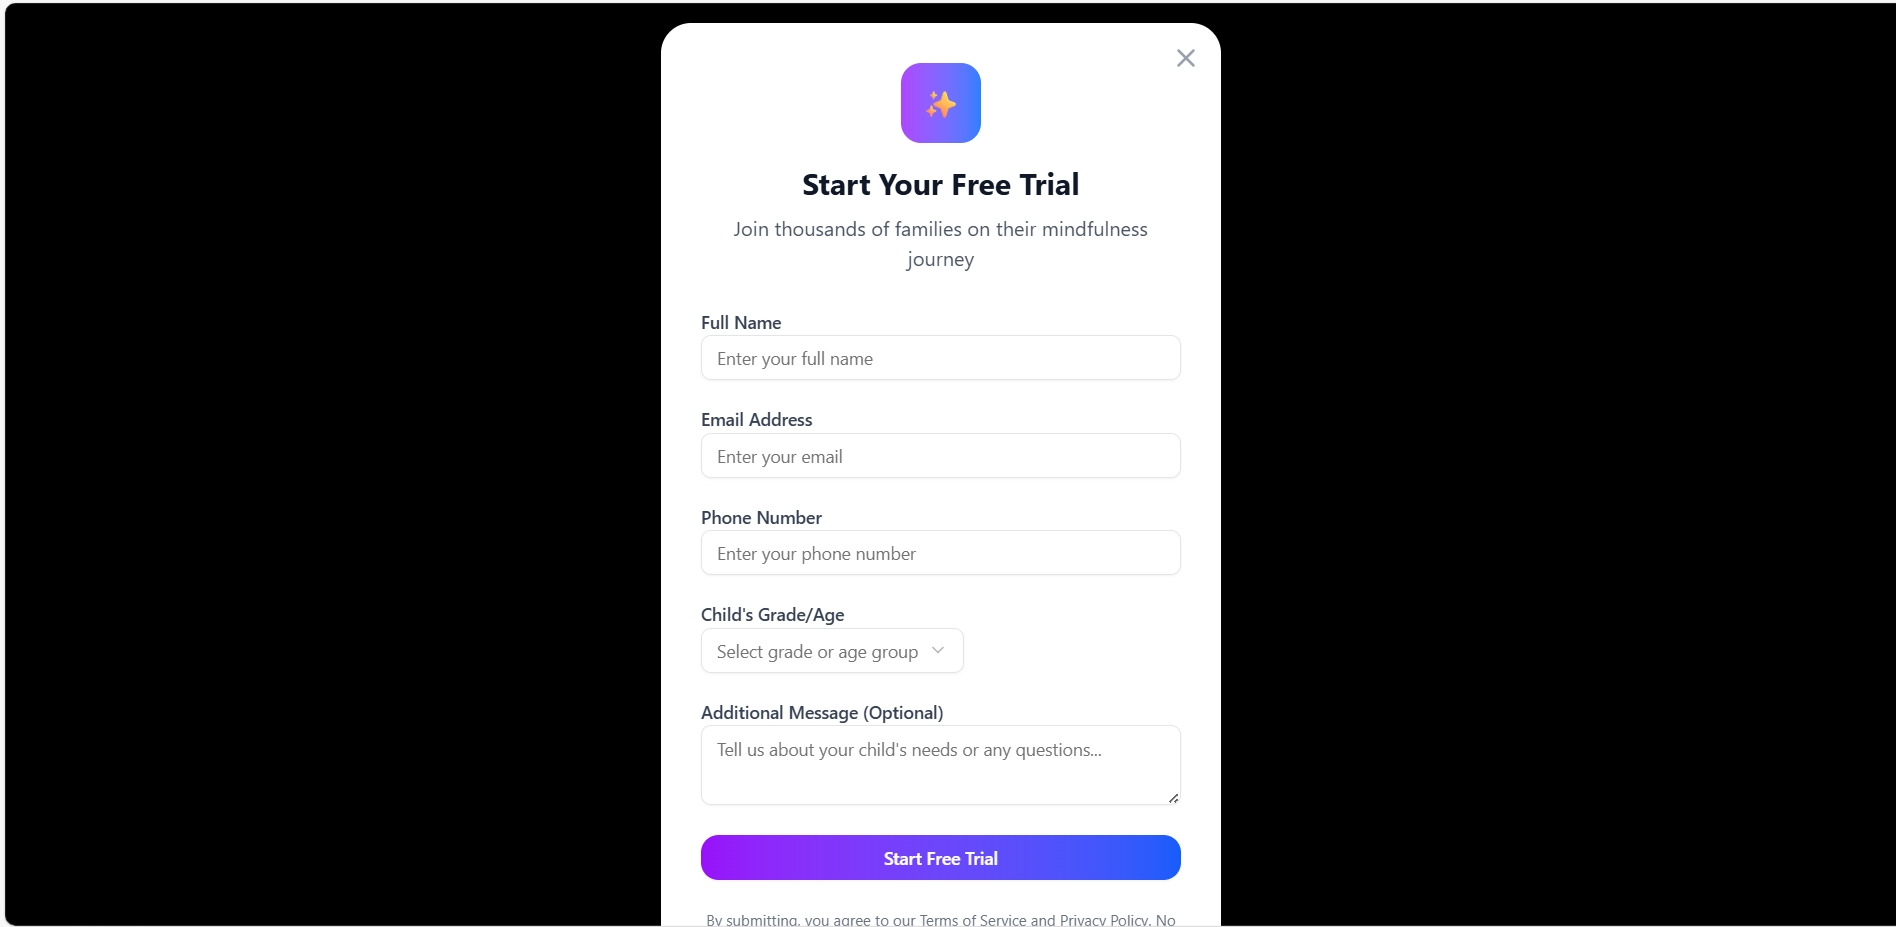 Start Your Free Trial
Join thousands of families on their mindfulness
journey
Full Name
Enter your full name
Email Address
Enter your email
Phone Number
Enter your phone number
Child's Grade/Age
Select grade or age group
Additional Message (Optional)
Tell us about your child's needs or any questions...
Start Free Trial
By submitting, you agree to our Terms of Service and Privacy Policy. No